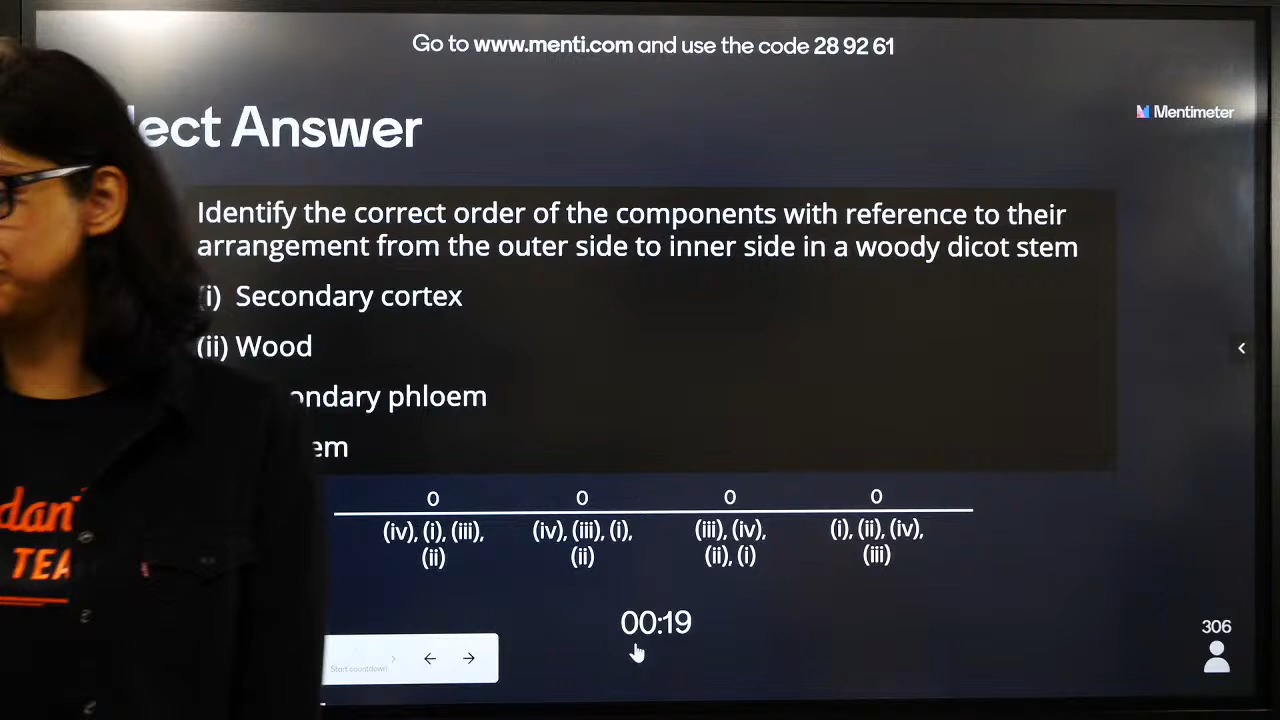 Go to www.menti.com and use the code 28 92 61
Mentimeter
Answer
Identify the correct order of the components with reference to their
arrangement from the outer side to inner side in a woody dicot stem
(i) Secondary cortex
(ii) Wood
phloem
0 0 0 0
(iv), (i), (iii), (iv), (iii), (i), (iii), (iv), (i), (ii), (iv),
(ii) (ii) (ii), (i) (iii)
00:19
306
Start countdown
TEA